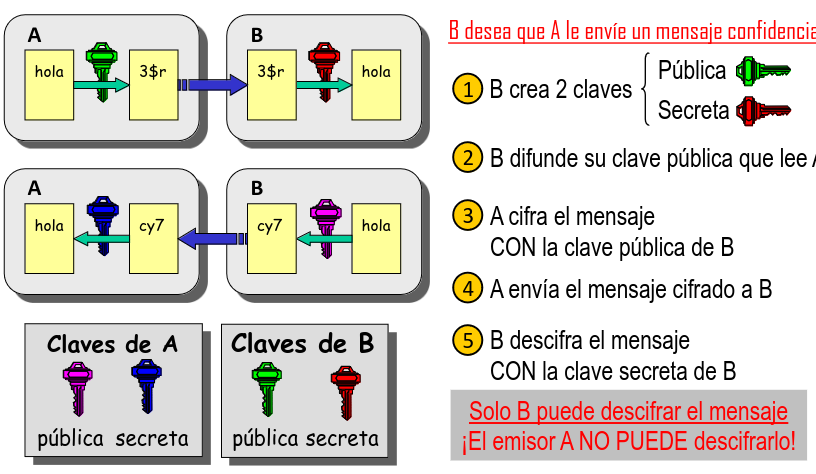 A
hola
3$r
B
3$r
hola
A
hola
cy7
B
cy7
hola
Claves de A
pública secreta
Claves de B
pública secreta
B desea que A le envíe un mensaje confidencia
1 B crea 2 claves
Pública
Secreta
2 B difunde su clave pública que lee A
3 A cifra el mensaje
CON la clave pública de B
4 A envía el mensaje cifrado a B
5 B descifra el mensaje
CON la clave secreta de B
Solo B puede descifrar el mensaje
¡El emisor A NO PUEDE descifrarlo!